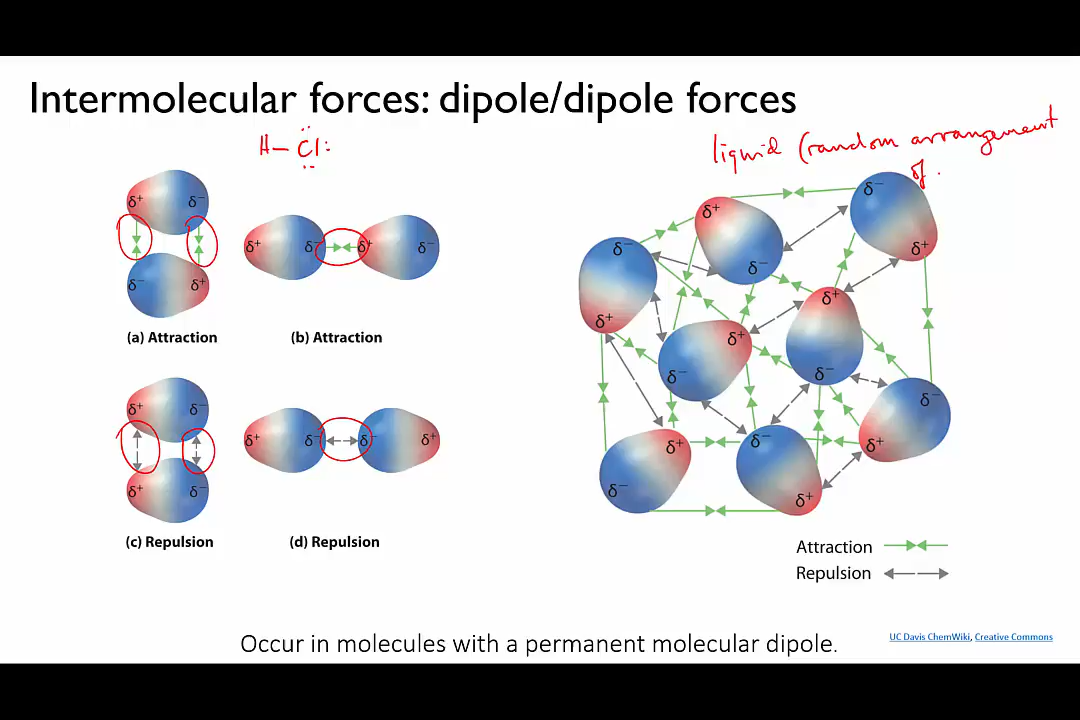 Intermolecular forces: dipole/dipole forces
H–Cl:
liquid (random arrangement
of.
δ+ δ-
δ- δ+
(a) Attraction
δ+ δ- δ+ δ-
(b) Attraction
δ+ δ-
δ+ δ-
(c) Repulsion
δ+ δ- δ- δ+
(d) Repulsion
δ- δ+
δ+ δ-
δ- δ+
δ- δ+
δ+ δ-
δ- δ+
δ- δ+
δ- δ+
Attraction
Repulsion
Occur in molecules with a permanent molecular dipole.
UC Davis ChemWiki, Creative Commons